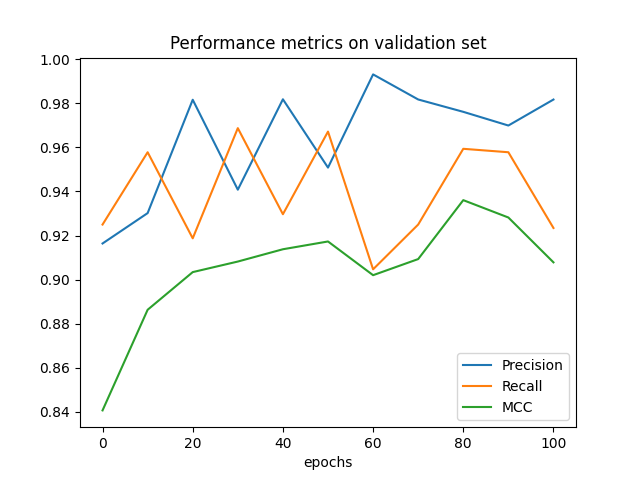 Performance metrics on validation set
1.00
0.98
0.96
0.94
0.92
0.90
0.88
0.86
0.84
Precision
Recall
MCC
0 20 40 60 80 100
epochs